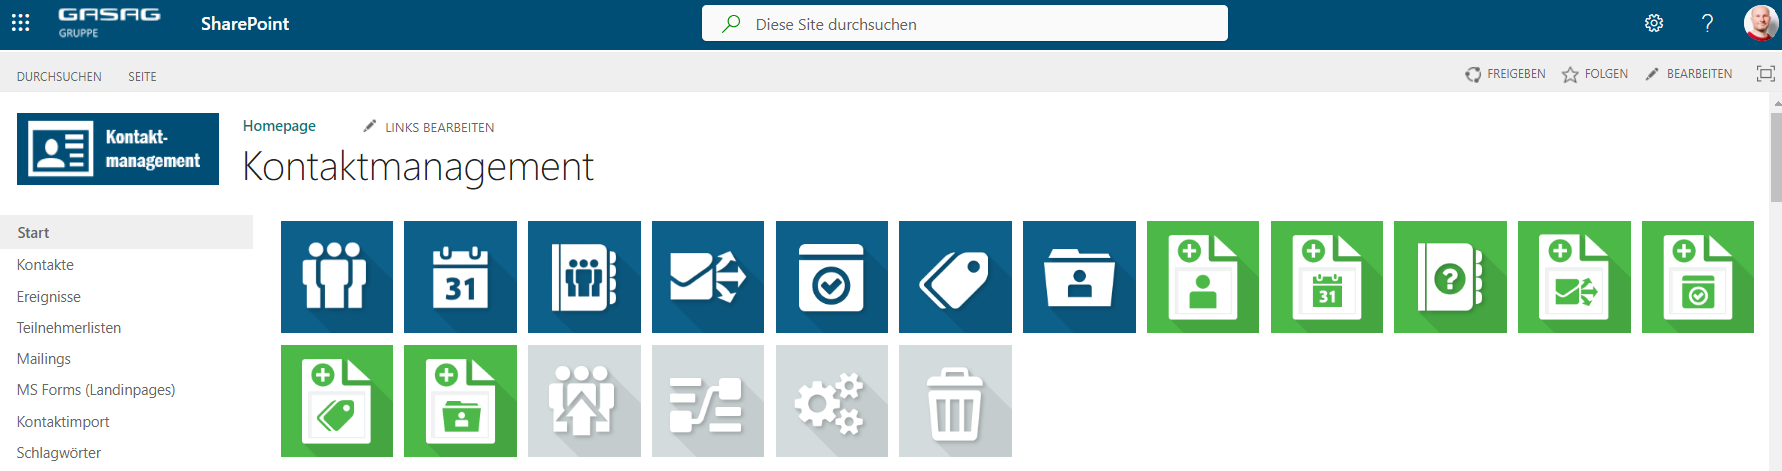 GASAG
GRUPPE
SharePoint
Diese Site durchsuchen
?
DURCHSUCHEN SEITE
FREIGEBEN FOLGEN BEARBEITEN
Kontakt-
management
Homepage LINKS BEARBEITEN
Kontaktmanagement
Start
Kontakte
Ereignisse
Teilnehmerlisten
Mailings
MS Forms (Landinpages)
Kontaktimport
Schlagwörter
31
31
?